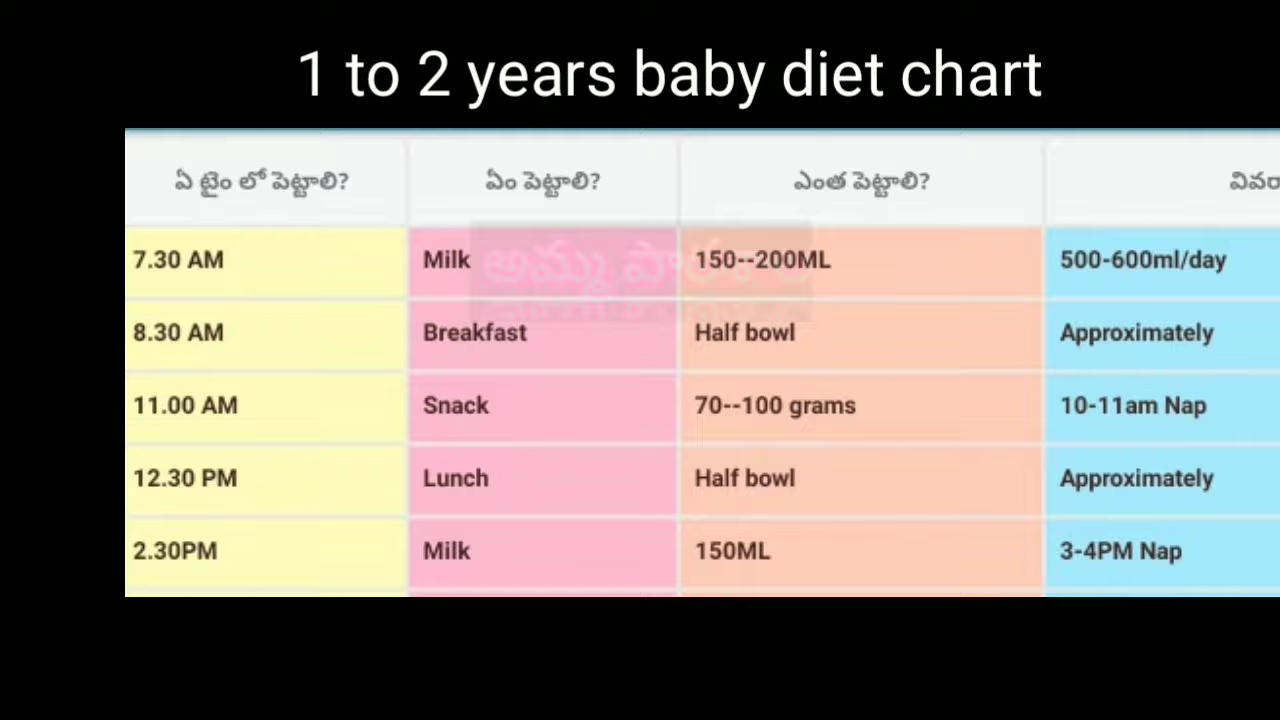 1 to 2 years baby diet chart
ఏ టైం లో పెట్టాలి? ఏం పెట్టాలి? ఎంత పెట్టాలి?
7.30 AM Milk 150--200ML 500-600ml/day
8.30 AM Breakfast Half bowl Approximately
11.00 AM Snack 70--100 grams 10-11am Nap
12.30 PM Lunch Half bowl Approximately
2.30PM Milk 150ML 3-4PM Nap
అమ్మ